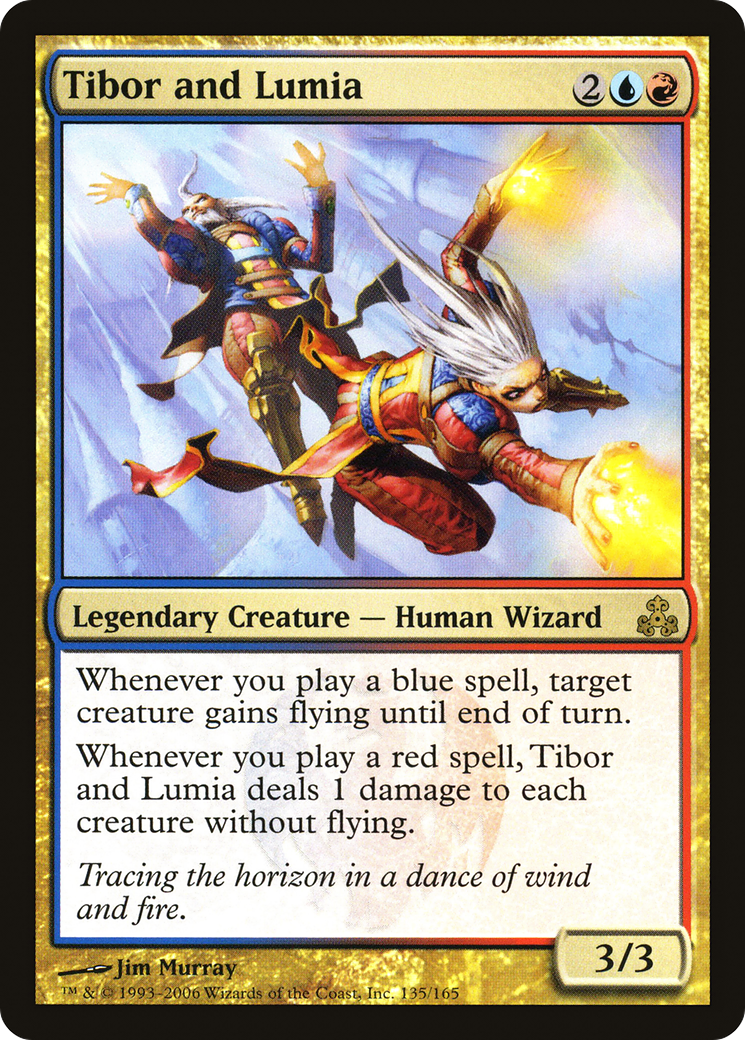 Tibor and Lumia 2
Legendary Creature — Human Wizard
Whenever you play a blue spell, target
creature gains flying until end of turn.
Whenever you play a red spell, Tibor
and Lumia deals 1 damage to each
creature without flying.
Tracing the horizon in a dance of wind
and fire.
3/3
Jim Murray
™ & © 1993–2006 Wizards of the Coast, Inc. 135/165